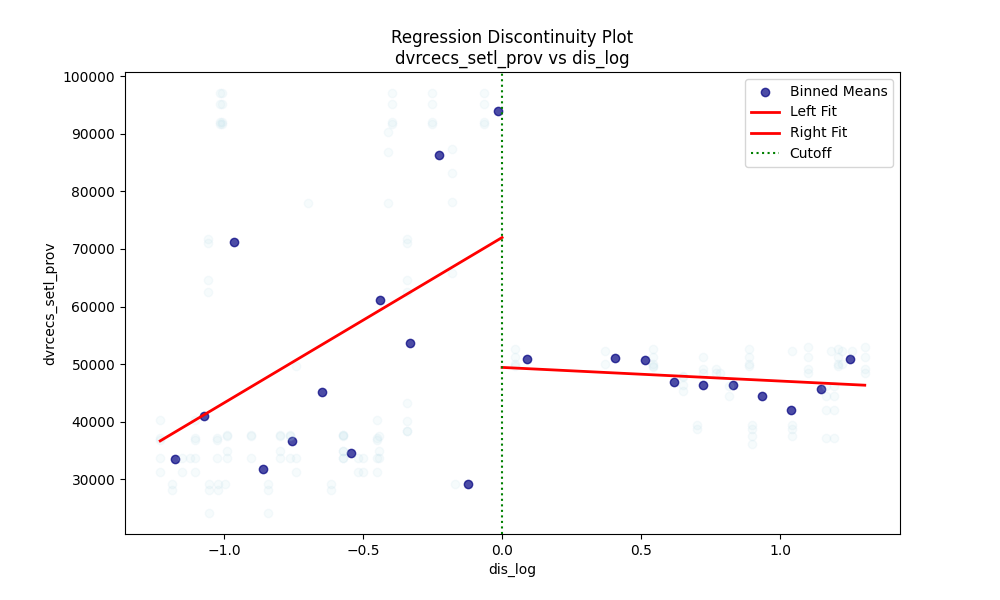 Regression Discontinuity Plot
dvrcecs_setl_prov vs dis_log
dvrcecs_setl_prov
100000
90000
80000
70000
60000
50000
40000
30000
Binned Means
Left Fit
Right Fit
Cutoff
−1.0
−0.5
0.0
0.5
1.0
dis_log